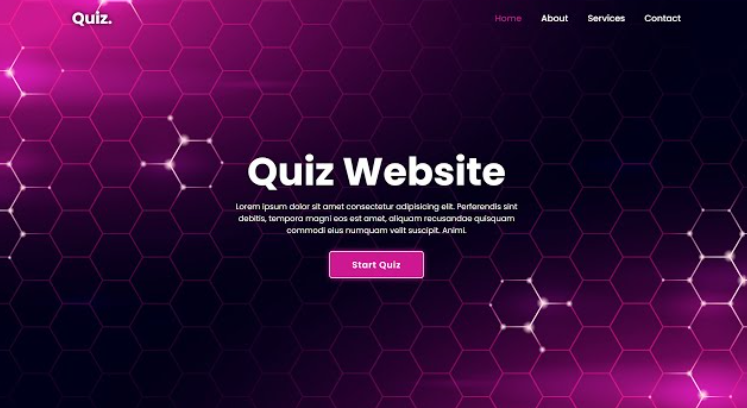 Quiz.
Home About Services Contact
Quiz Website
Lorem ipsum dolor sit amet consectetur adipisicing elit. Perferendis sint
debitis, tempora magni eos est amet, aliquam recusandae quisquam
commodi eius numquam velit suscipit. Animi.
Start Quiz